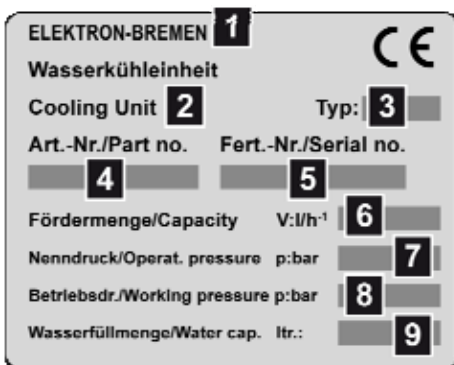 ELEKTRON-BREMEN 1 CE
Wasserkühleinheit
Cooling Unit 2 Typ: 3
Art.-Nr./Part no. Fert.-Nr./Serial no.
4 5
Fördermenge/Capacity V:l/h-1 6
Nenndruck/Operat. pressure p:bar 7
Betriebsdr./Working pressure p:bar 8
Wasserfüllmenge/Water cap. ltr.: 9